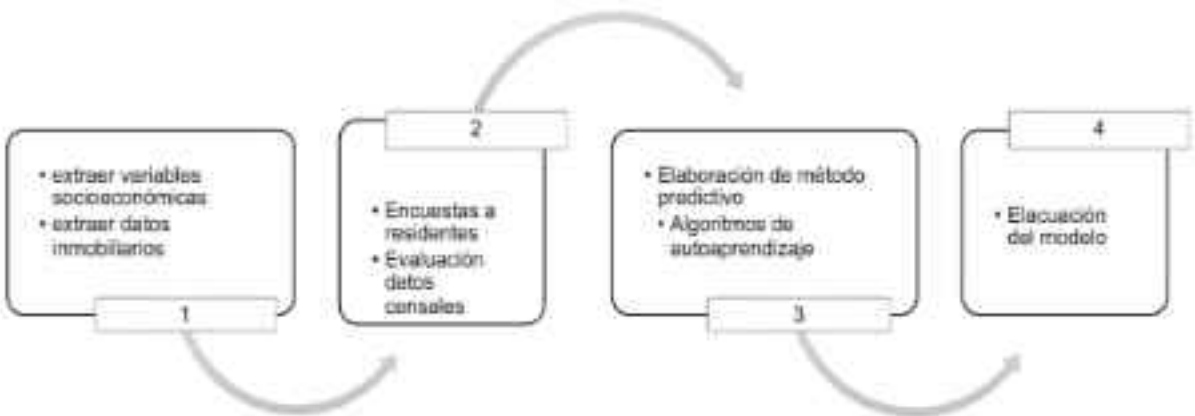 • extraer variables
socioeconómicas
• extraer datos
inmobiliarios
1
2
• Encuestas a
residentes
• Evaluación
datos
censales
• Elaboración de método
predictivo
• Algoritmos de
autoaprendizaje
3
4
• Elacuación
del modelo